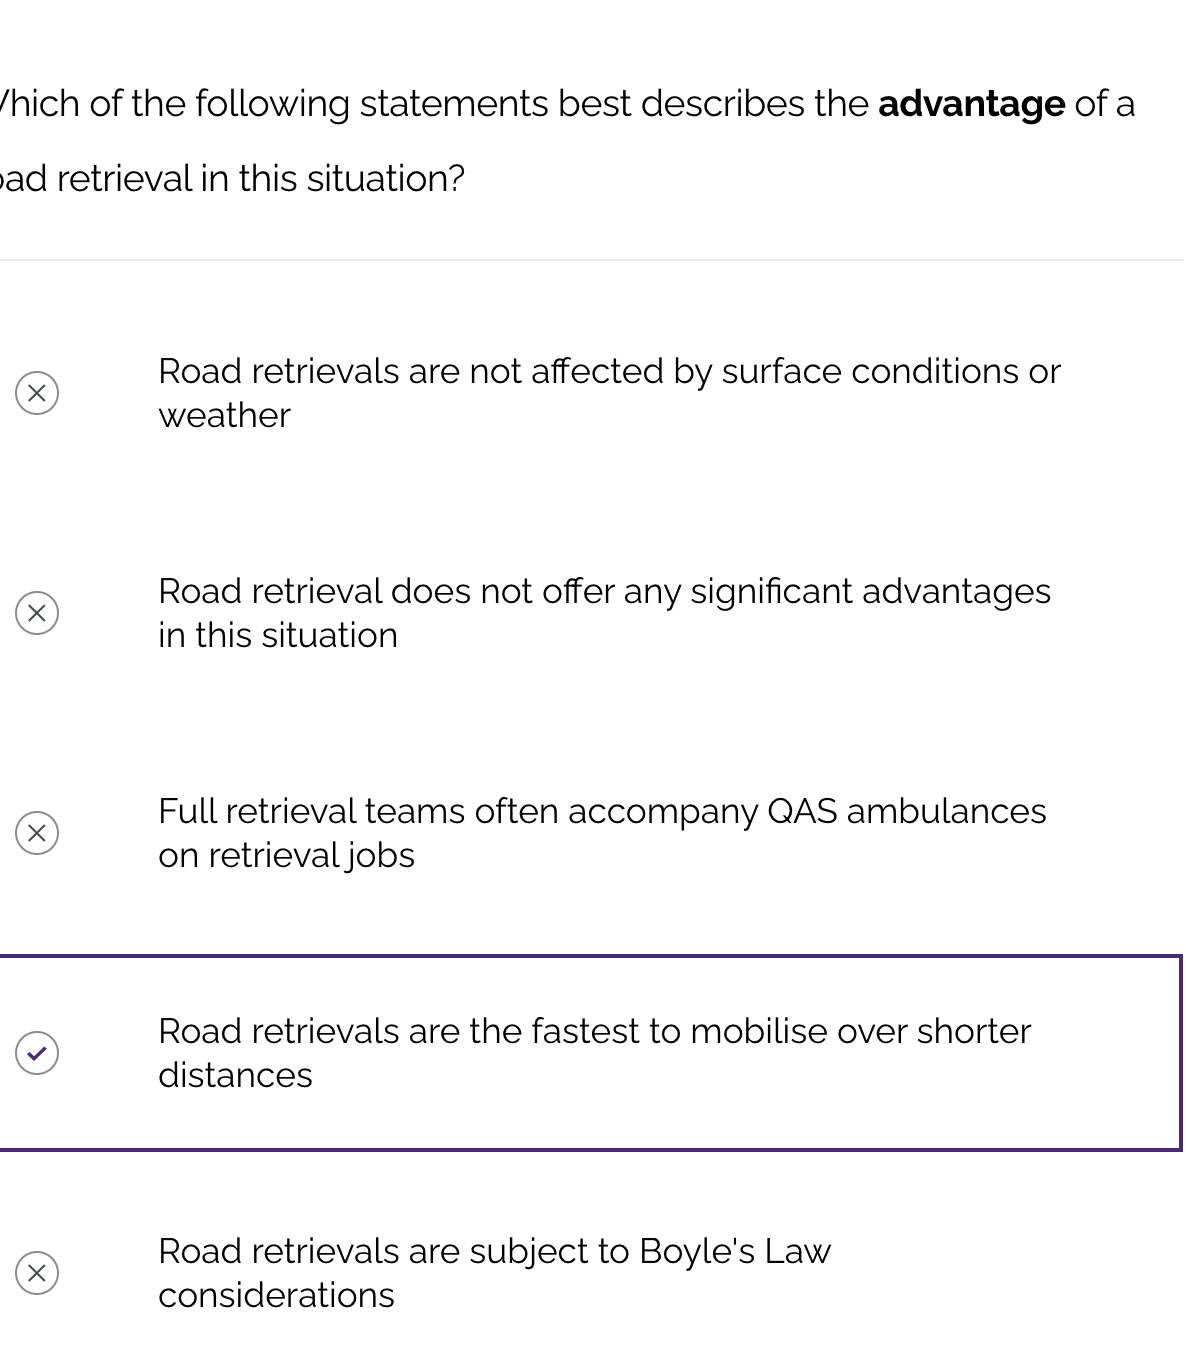 Which of the following statements best describes the advantage of a
road retrieval in this situation?
Road retrievals are not affected by surface conditions or
weather
Road retrieval does not offer any significant advantages
in this situation
Full retrieval teams often accompany QAS ambulances
on retrieval jobs
Road retrievals are the fastest to mobilise over shorter
distances
Road retrievals are subject to Boyle's Law
considerations